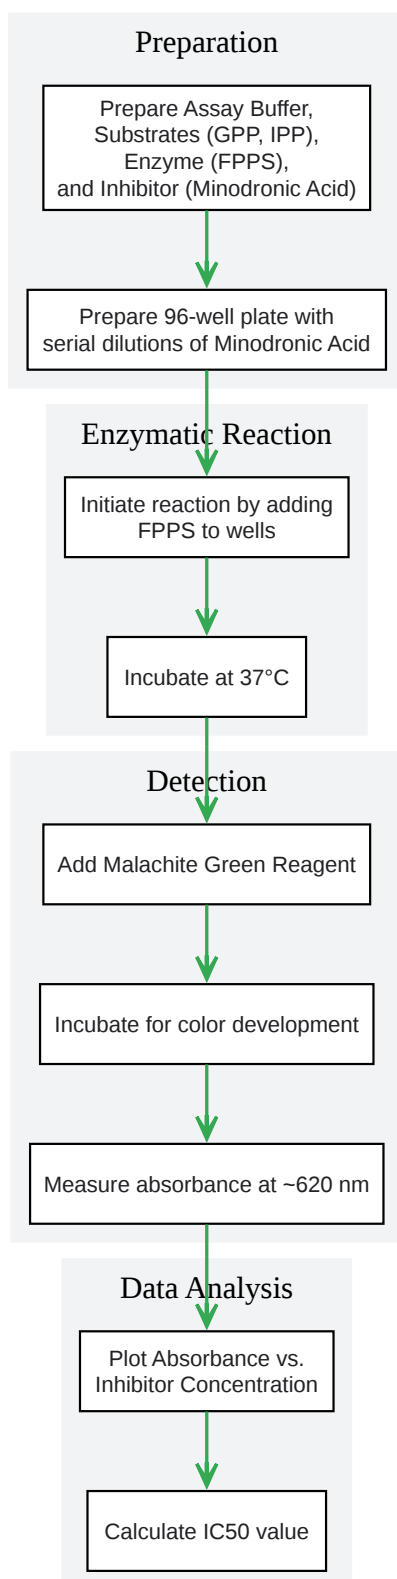 Preparation
Prepare Assay Buffer,
Substrates (GPP, IPP),
Enzyme (FPPS),
and Inhibitor (Minodronic Acid)
Prepare 96-well plate with
serial dilutions of Minodronic Acid
Enzymatic Reaction
Initiate reaction by adding
FPPS to wells
Incubate at 37°C
Detection
Add Malachite Green Reagent
Incubate for color development
Measure absorbance at ~620 nm
Data Analysis
Plot Absorbance vs.
Inhibitor Concentration
Calculate IC50 value